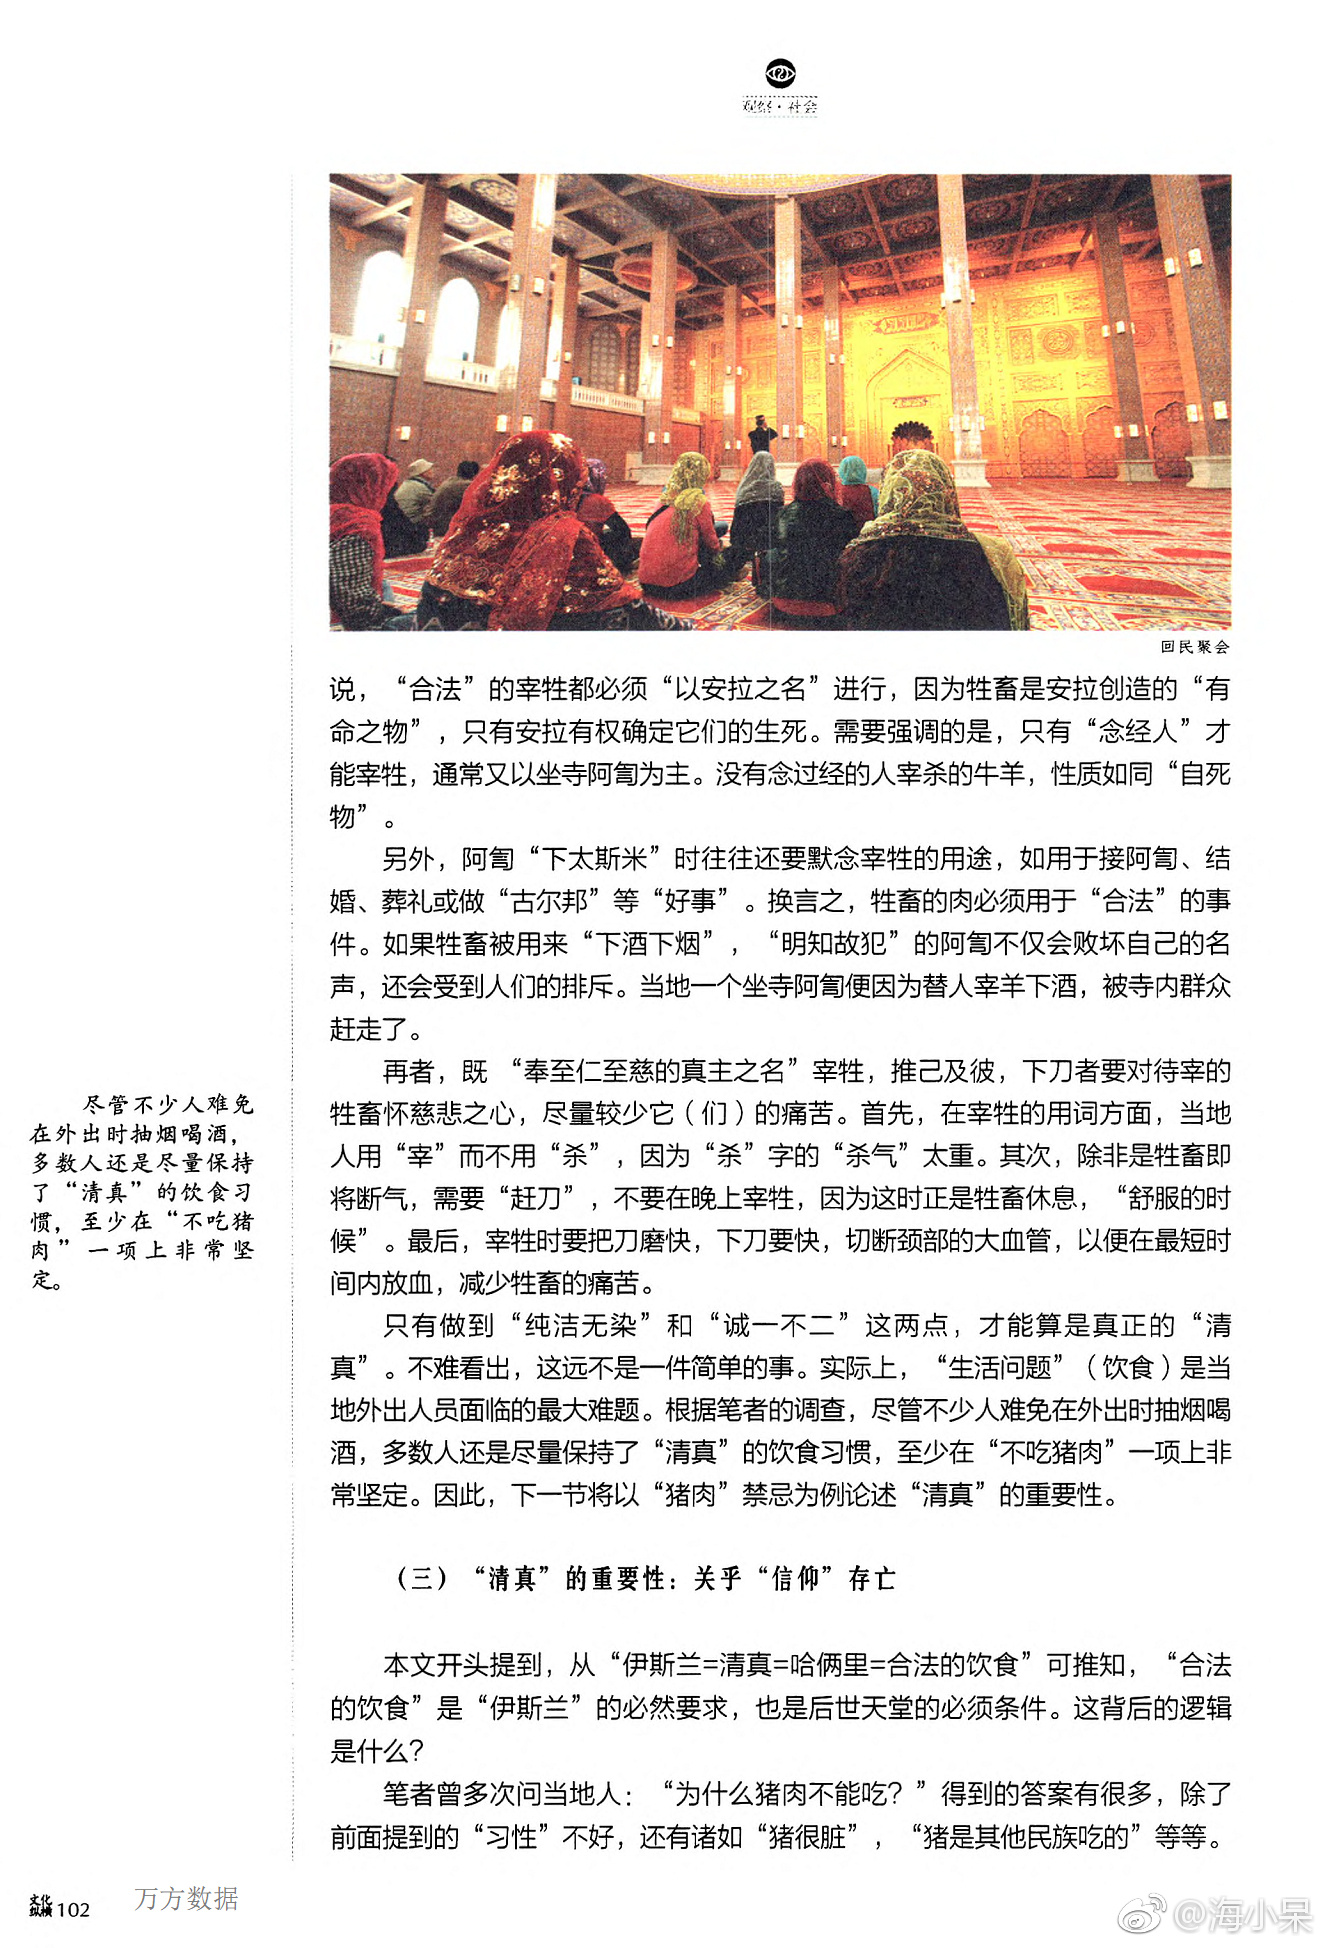 观察·社会
回民聚会
说，“合法”的宰牲都必须“以安拉之名”进行，因为牲畜是安拉创造的“有
命之物”，只有安拉有权确定它们的生死。需要强调的是，只有“念经人”才
能宰牲，通常又以坐寺阿訇为主。没有念过经的人宰杀的牛羊，性质如同“自死
物”。
另外，阿訇“下太斯米”时往往还要默念宰牲的用途，如用于接阿訇、结
婚、葬礼或做“古尔邦”等“好事”。换言之，牲畜的肉必须用于“合法”的事
件。如果牲畜被用来“下酒下烟”，“明知故犯”的阿訇不仅会败坏自己的名
声，还会受到人们的排斥。当地一个坐寺阿訇便因为替人宰羊下酒，被寺内群众
赶走了。
再者，既 “奉至仁至慈的真主之名”宰牲，推己及彼，下刀者要对待宰的
牲畜怀慈悲之心，尽量较少它（们）的痛苦。首先，在宰牲的用词方面，当地
人用“宰”而不用“杀”，因为“杀”字的“杀气”太重。其次，除非是牲畜即
将断气，需要“赶刀”，不要在晚上宰牲，因为这时正是牲畜休息，“舒服的时
候”。最后，宰牲时要把刀磨快，下刀要快，切断颈部的大血管，以便在最短时
间内放血，减少牲畜的痛苦。
只有做到“纯洁无染”和“诚一不二”这两点，才能算是真正的“清
真”。不难看出，这远不是一件简单的事。实际上，“生活问题”（饮食）是当
地外出人员面临的最大难题。根据笔者的调查，尽管不少人难免在外出时抽烟喝
酒，多数人还是尽量保持了“清真”的饮食习惯，至少在“不吃猪肉”一项上非
常坚定。因此，下一节将以“猪肉”禁忌为例论述“清真”的重要性。
尽管不少人难免
在外出时抽烟喝酒，
多数人还是尽量保持
了“清真”的饮食习
惯，至少在“不吃猪
肉”一项上非常坚
定。
（三）“清真”的重要性：关乎“信仰”存亡
本文开头提到，从“伊斯兰=清真=哈俩里=合法的饮食”可推知，“合法
的饮食”是“伊斯兰”的必然要求，也是后世天堂的必须条件。这背后的逻辑
是什么？
笔者曾多次问当地人：“为什么猪肉不能吃？”得到的答案有很多，除了
前面提到的“习性”不好，还有诸如“猪很脏”，“猪是其他民族吃的”等等。
文化
纵横 102
万方数据
@海小呆